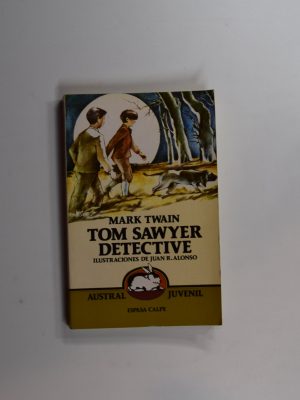 MARK TWAIN
TOM SAWYER
DETECTIVE
ILUSTRACIONES DE JUAN R. ALONSO
AUSTRAL JUVENIL
ESPASA-CALPE